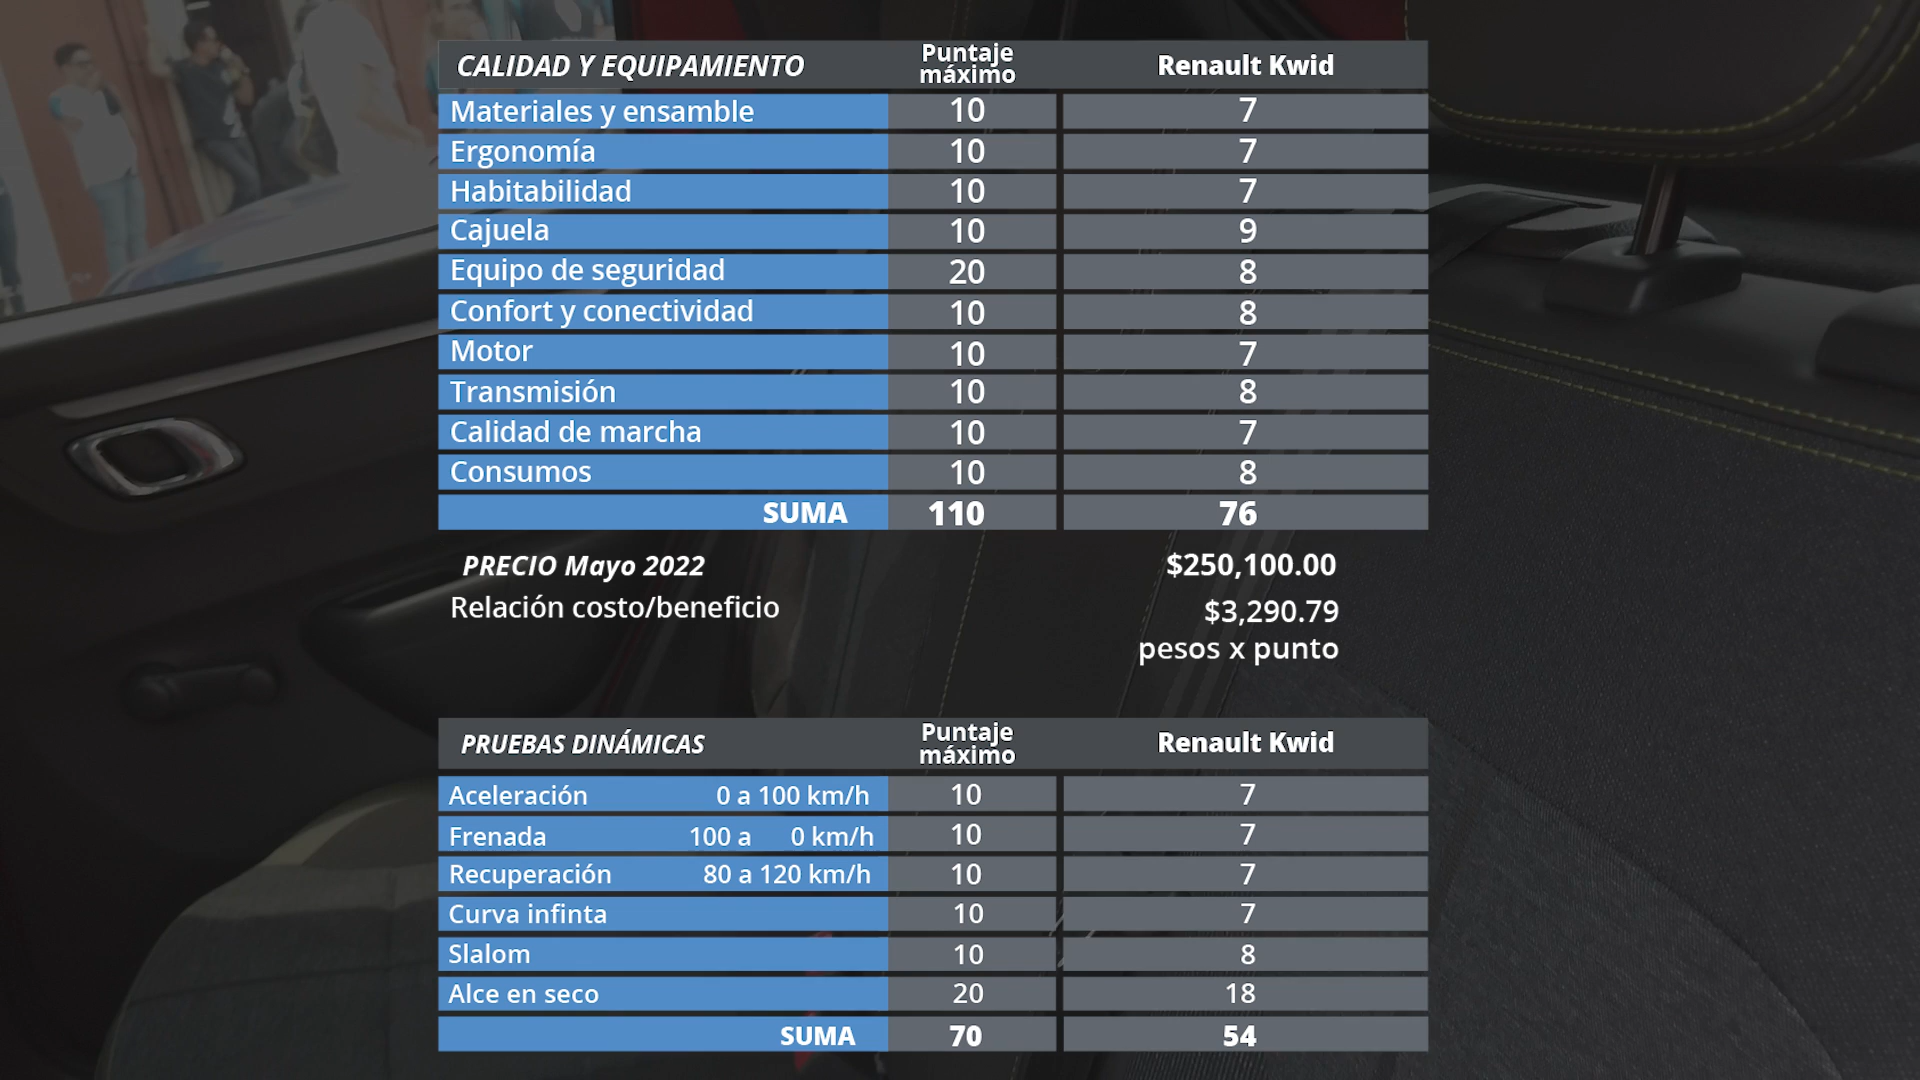 CALIDAD Y EQUIPAMIENTO Puntaje máximo Renault Kwid
Materiales y ensamble 10 7
Ergonomía 10 7
Habitabilidad 10 7
Cajuela 10 9
Equipo de seguridad 20 8
Confort y conectividad 10 8
Motor 10 7
Transmisión 10 8
Calidad de marcha 10 7
Consumos 10 8
SUMA 110 76
PRECIO Mayo 2022 $250,100.00
Relación costo/beneficio $3,290.79
pesos x punto
PRUEBAS DINÁMICAS Puntaje máximo Renault Kwid
Aceleración 0 a 100 km/h 10 7
Frenada 100 a 0 km/h 10 7
Recuperación 80 a 120 km/h 10 7
Curva infinta 10 7
Slalom 10 8
Alce en seco 20 18
SUMA 70 54